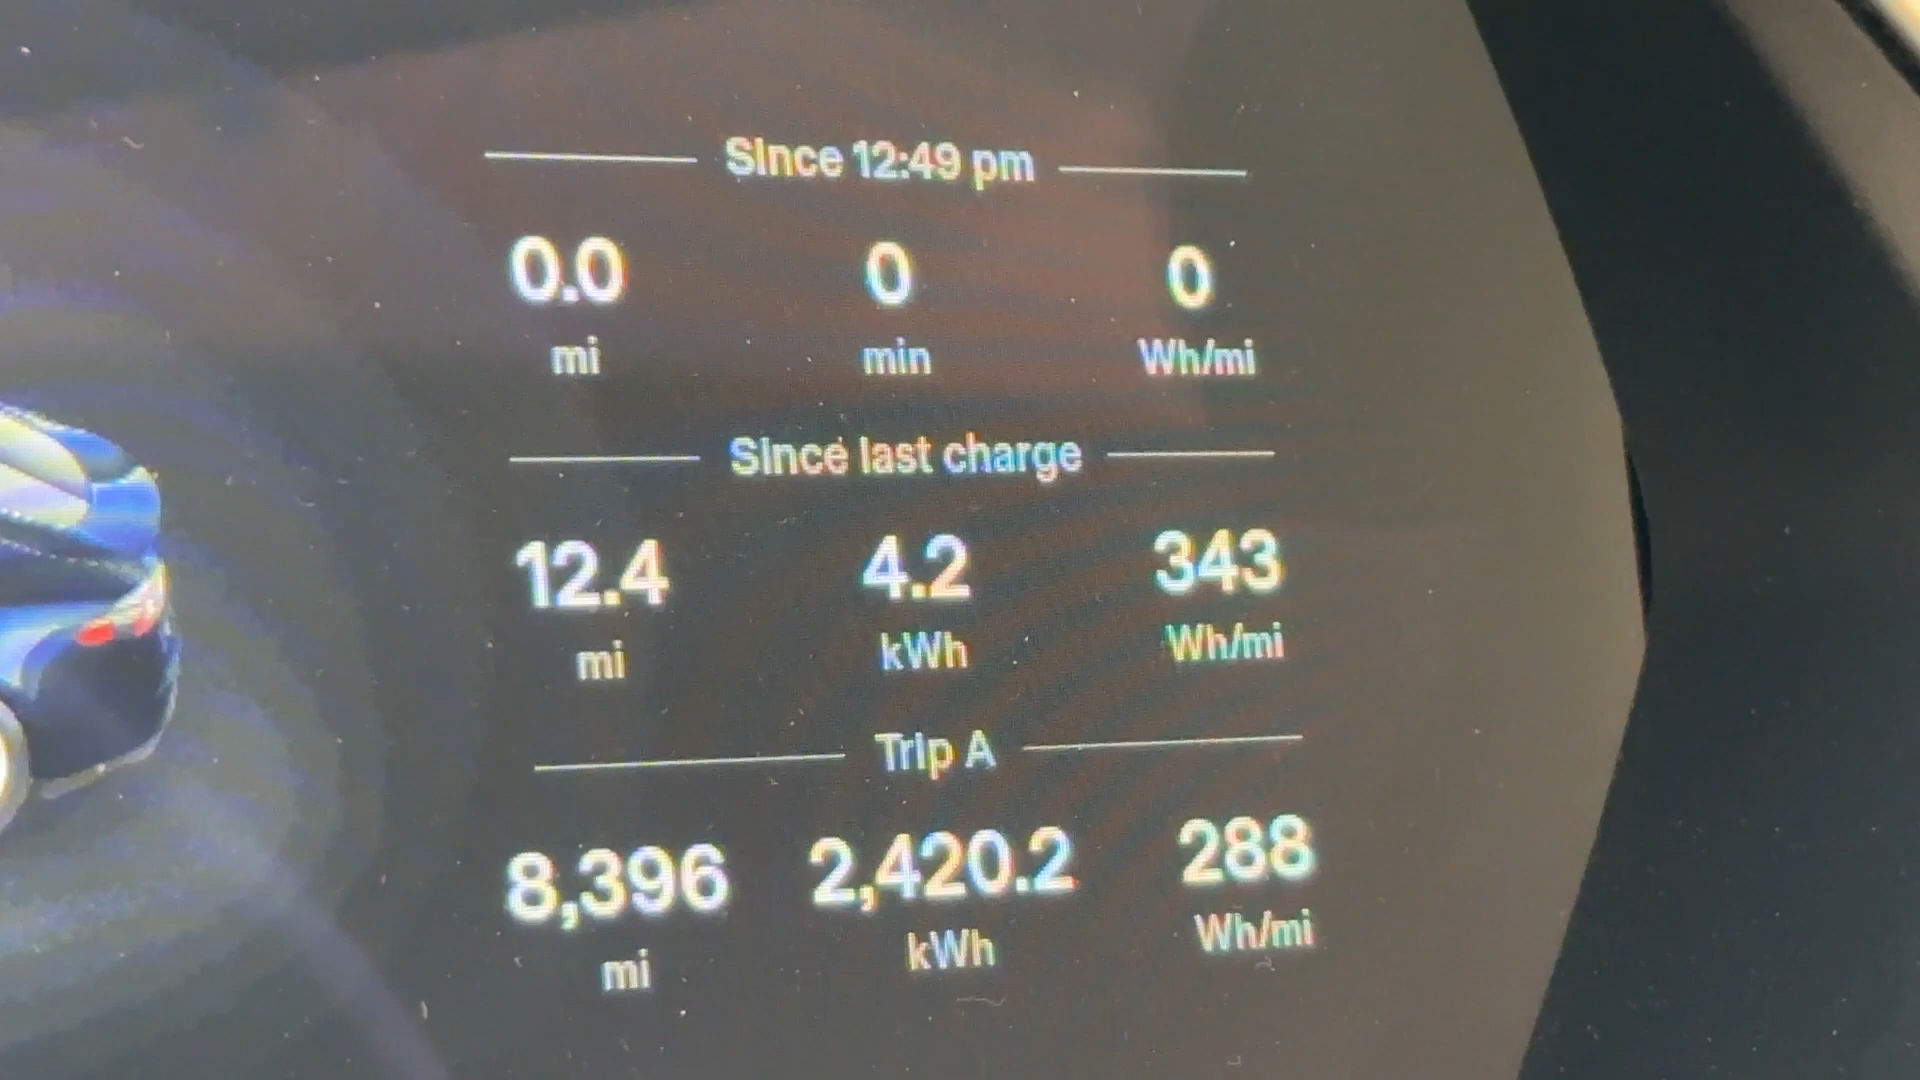 Since 12:49 pm
0.0 0 0
mi min Wh/mi
Since last charge
12.4 4.2 343
mi kWh Wh/mi
Trip A
8,396 2,420.2 288
mi kWh Wh/mi